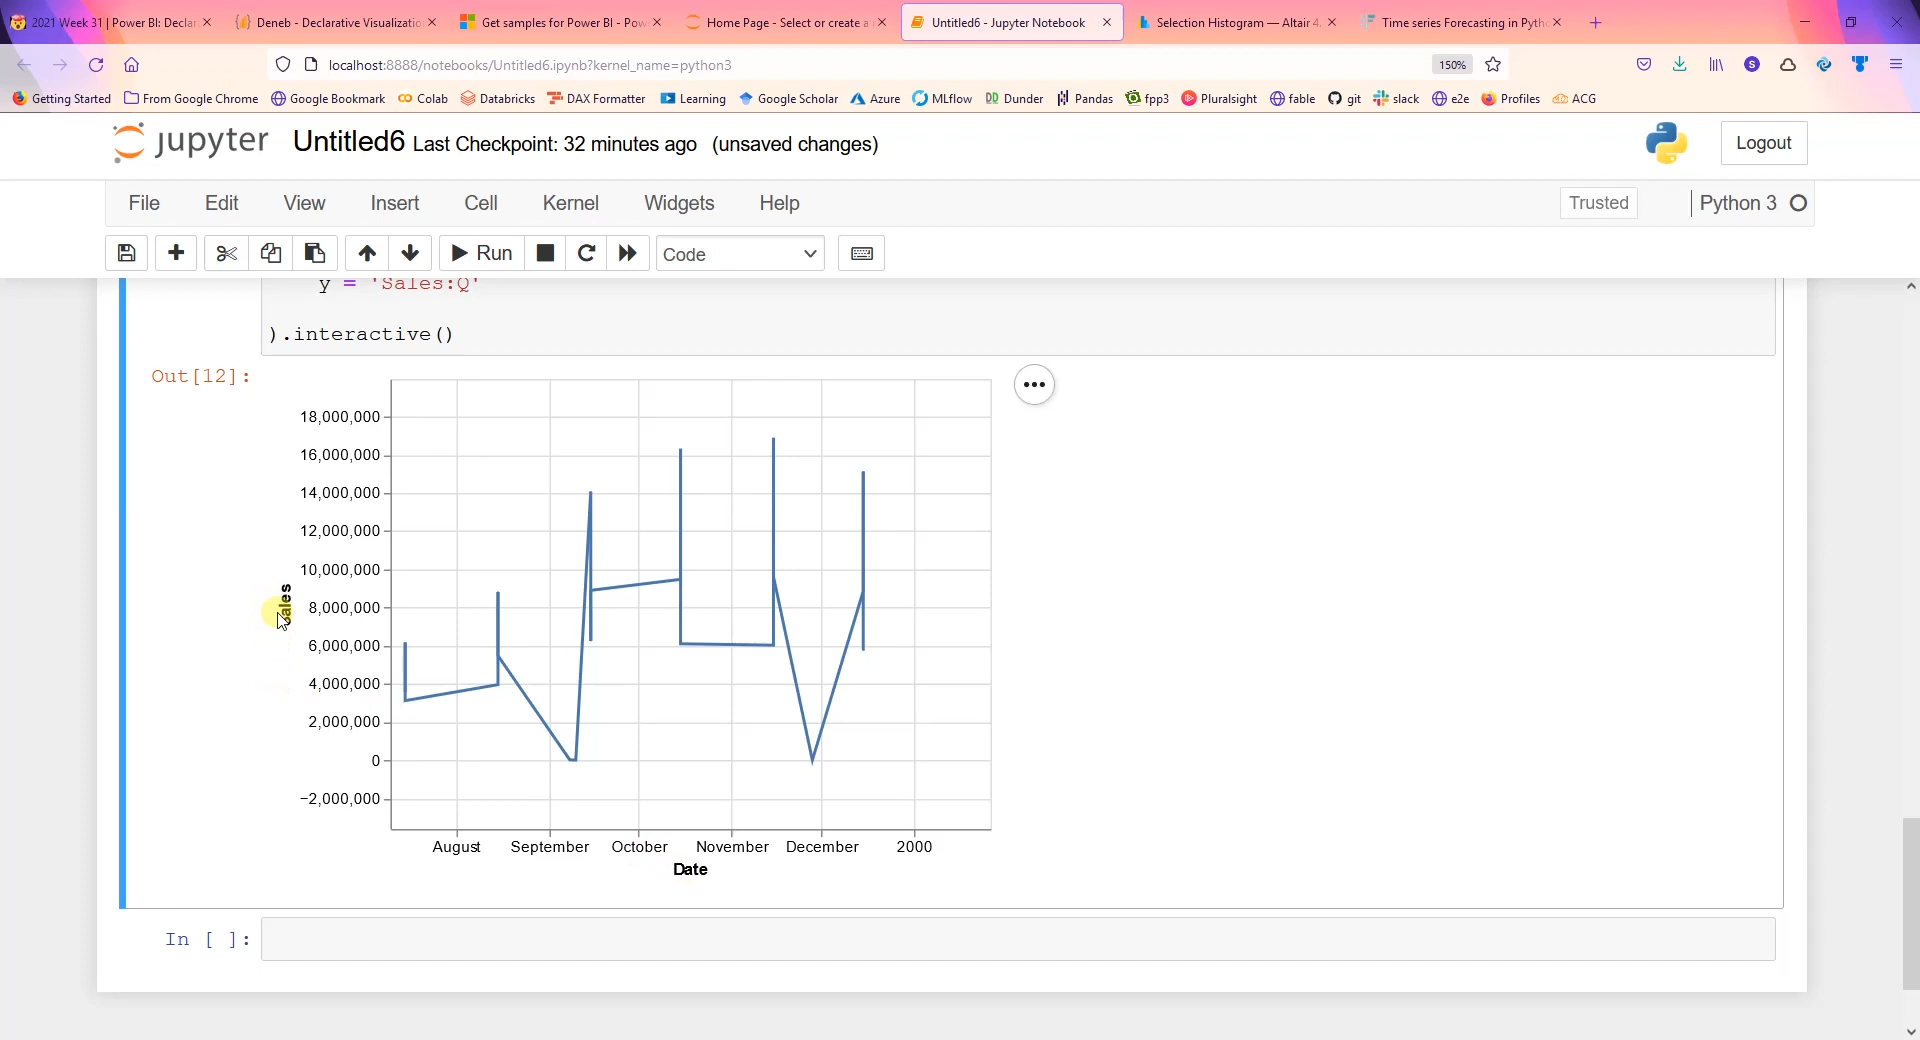 2021 Week 31 | Power BI: Declar
Deneb - Declarative Visualizatio
Get samples for Power BI - Pow
Home Page - Select or create a
Untitled6 - Jupyter Notebook
Selection Histogram — Altair 4.
Time series Forecasting in Pyth
localhost:8888/notebooks/Untitled6.ipynb?kernel_name=python3
150%
Getting Started
From Google Chrome
Google Bookmark
Colab
Databricks
DAX Formatter
Learning
Google Scholar
Azure
MLflow
Dunder
Pandas
fpp3
Pluralsight
fable
git
slack
e2e
Profiles
ACG
jupyter
Untitled6 Last Checkpoint: 32 minutes ago (unsaved changes)
Logout
File Edit View Insert Cell Kernel Widgets Help
Trusted
Python 3
Run
Code
y = 'Sales:Q'
).interactive()
Out[12]:
18,000,000
16,000,000
14,000,000
12,000,000
10,000,000
8,000,000
6,000,000
4,000,000
2,000,000
0
−2,000,000
Sales
August September October November December 2000
Date
In [ ]: